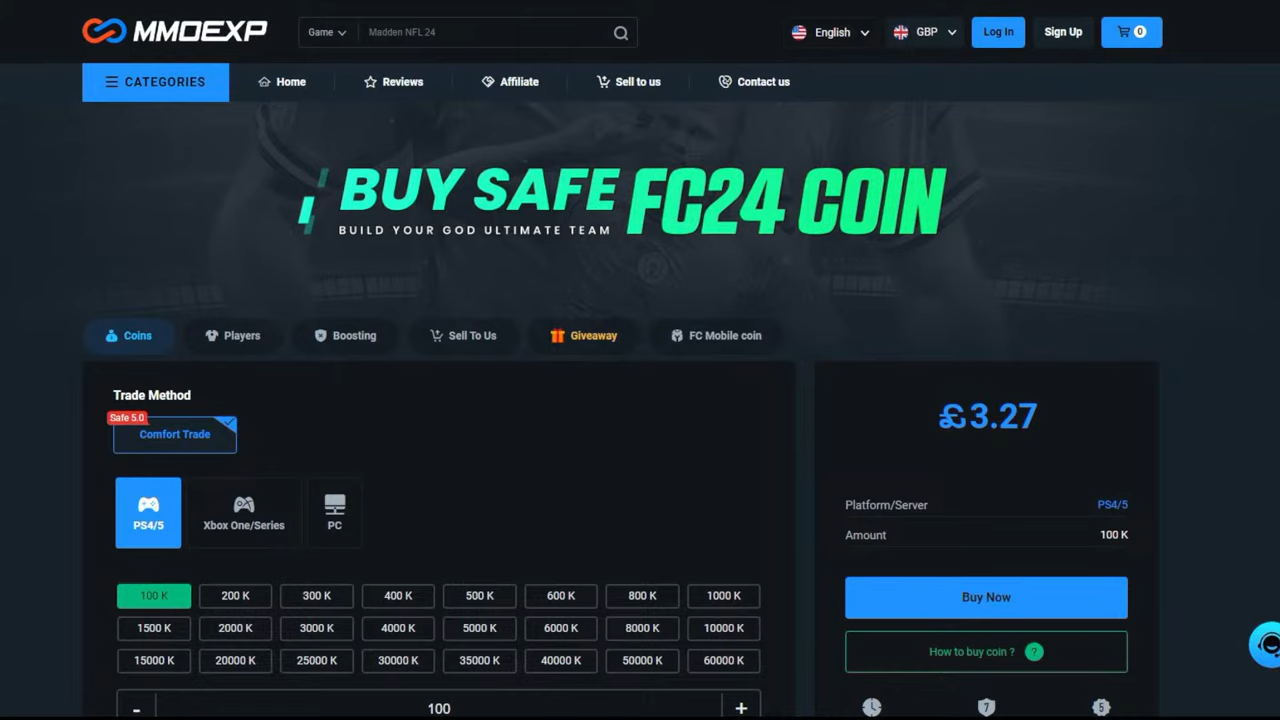 MMOEXP
Game
Madden NFL 24
English
GBP
Log In
Sign Up
0
CATEGORIES
Home
Reviews
Affiliate
Sell to us
Contact us
BUY SAFE FC24 COIN
BUILD YOUR GOD ULTIMATE TEAM
Coins
Players
Boosting
Sell To Us
Giveaway
FC Mobile coin
Trade Method
Safe 5.0
Comfort Trade
PS4/5
Xbox One/Series
PC
100 K 200 K 300 K 400 K 500 K 600 K 800 K 1000 K
1500 K 2000 K 3000 K 4000 K 5000 K 6000 K 8000 K 10000 K
15000 K 20000 K 25000 K 30000 K 35000 K 40000 K 50000 K 60000 K
- 100 +
£3.27
Platform/Server PS4/5
Amount 100 K
Buy Now
How to buy coin ? ?
7 5